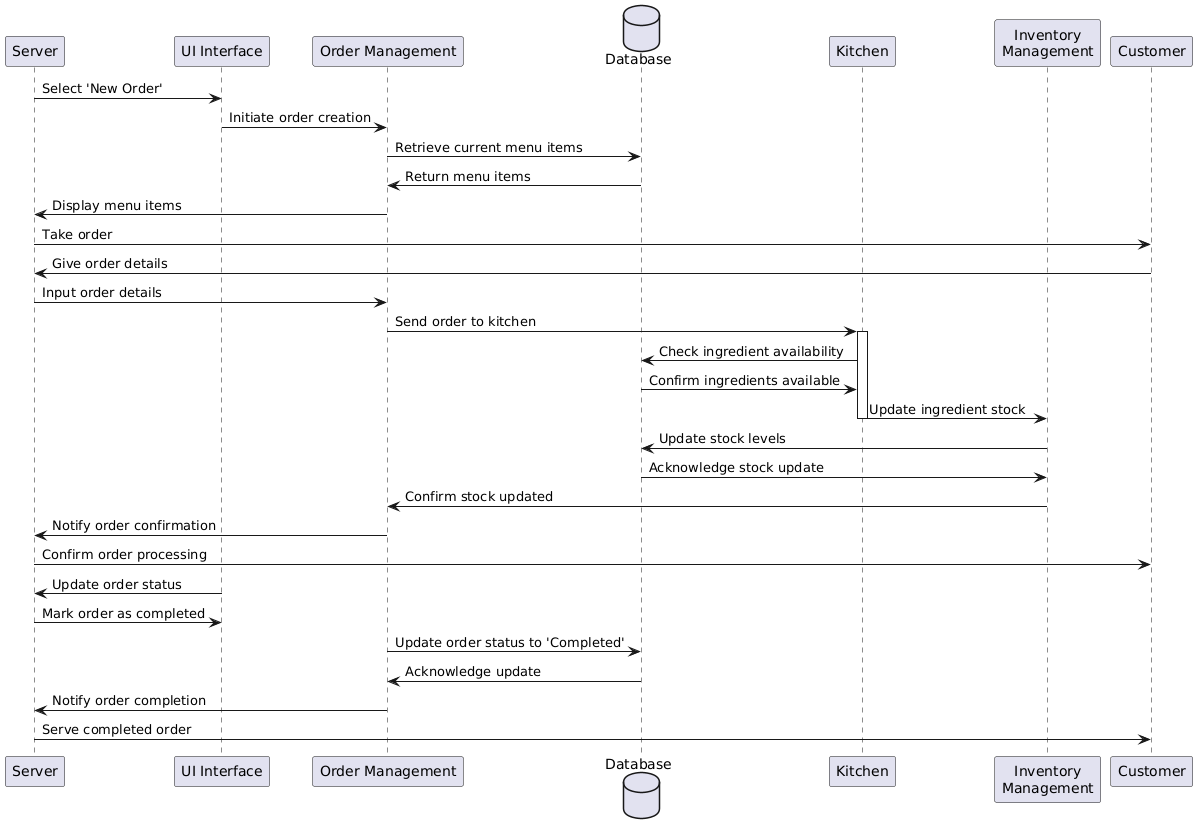 Server
UI Interface
Order Management
Database
Kitchen
Inventory
Management
Customer
Select 'New Order'
Initiate order creation
Retrieve current menu items
Return menu items
Display menu items
Take order
Give order details
Input order details
Send order to kitchen
Check ingredient availability
Confirm ingredients available
Update ingredient stock
Update stock levels
Acknowledge stock update
Confirm stock updated
Notify order confirmation
Confirm order processing
Update order status
Mark order as completed
Update order status to 'Completed'
Acknowledge update
Notify order completion
Serve completed order
Server
UI Interface
Order Management
Database
Kitchen
Inventory
Management
Customer